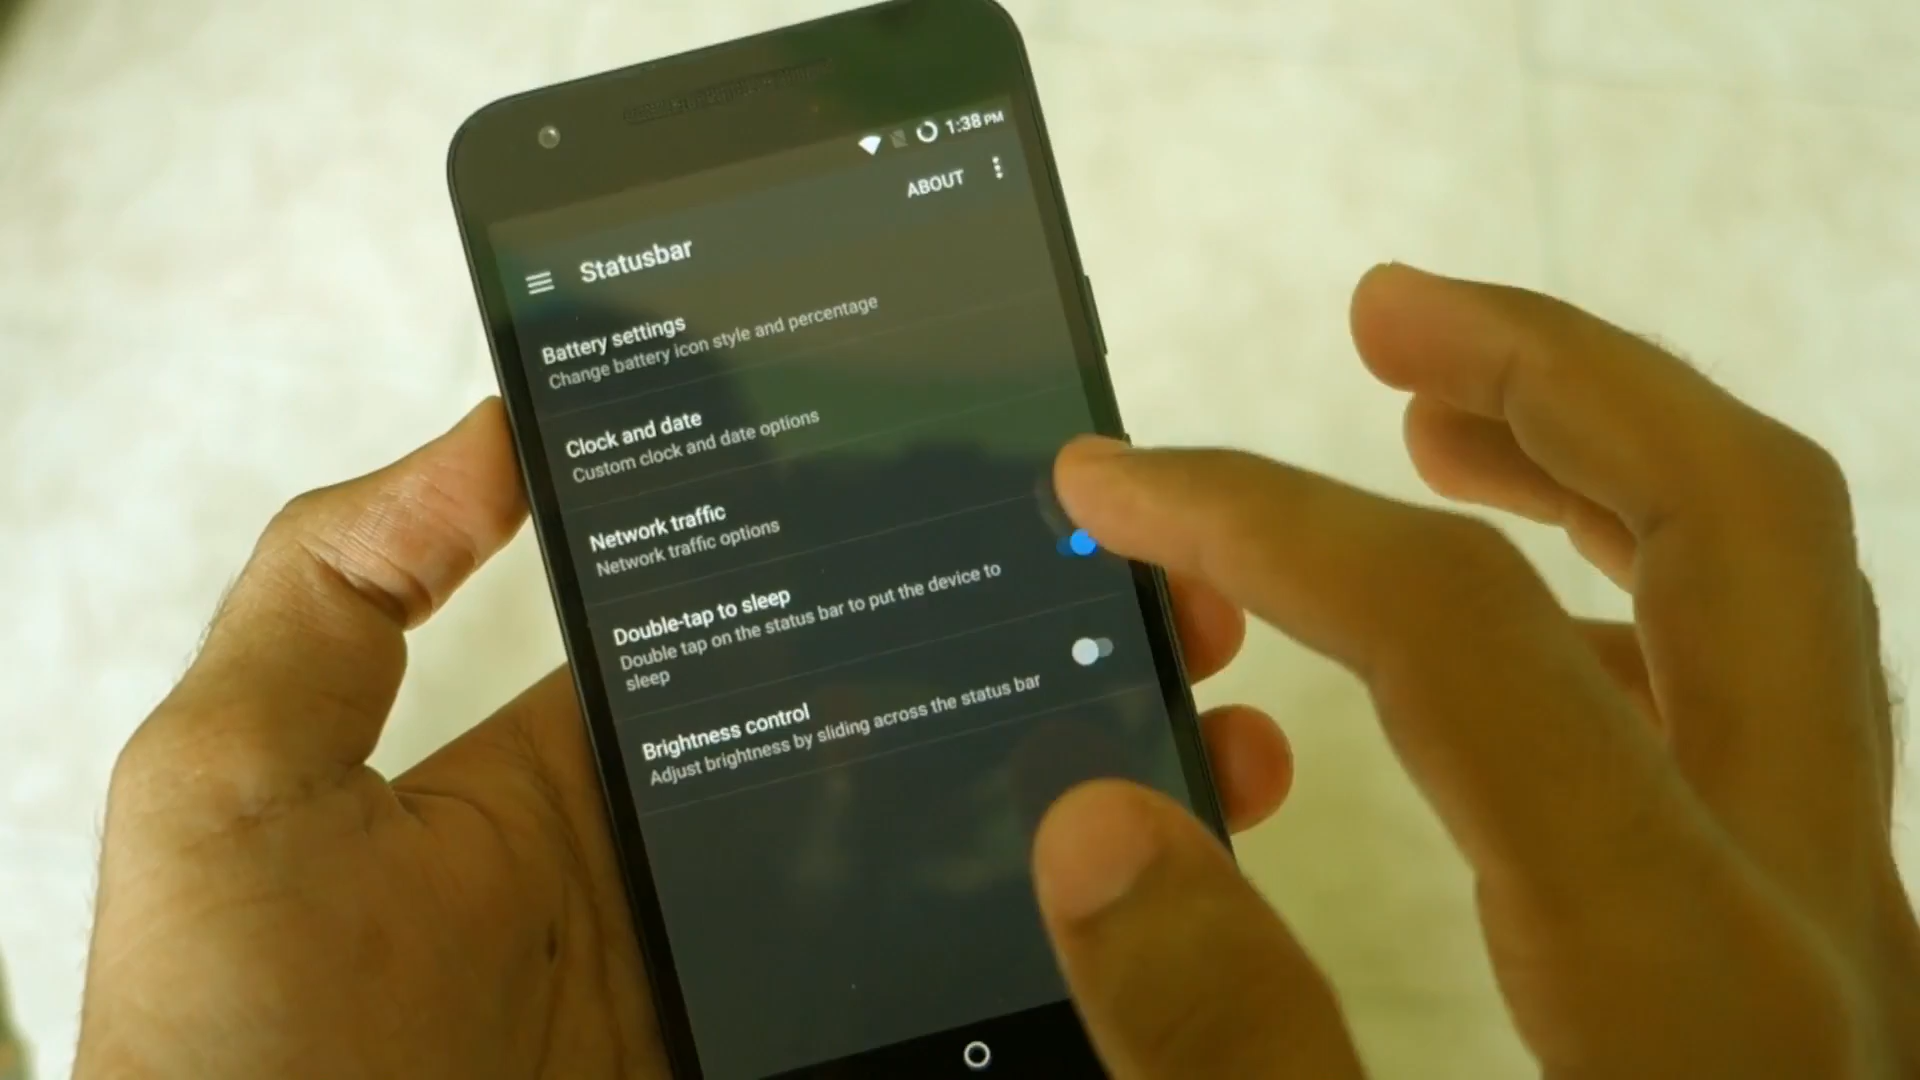 1:38 PM
ABOUT
Statusbar
Battery settings
Change battery icon style and percentage
Clock and date
Custom clock and date options
Network traffic
Network traffic options
Double-tap to sleep
Double tap on the status bar to put the device to
sleep
Brightness control
Adjust brightness by sliding across the status bar